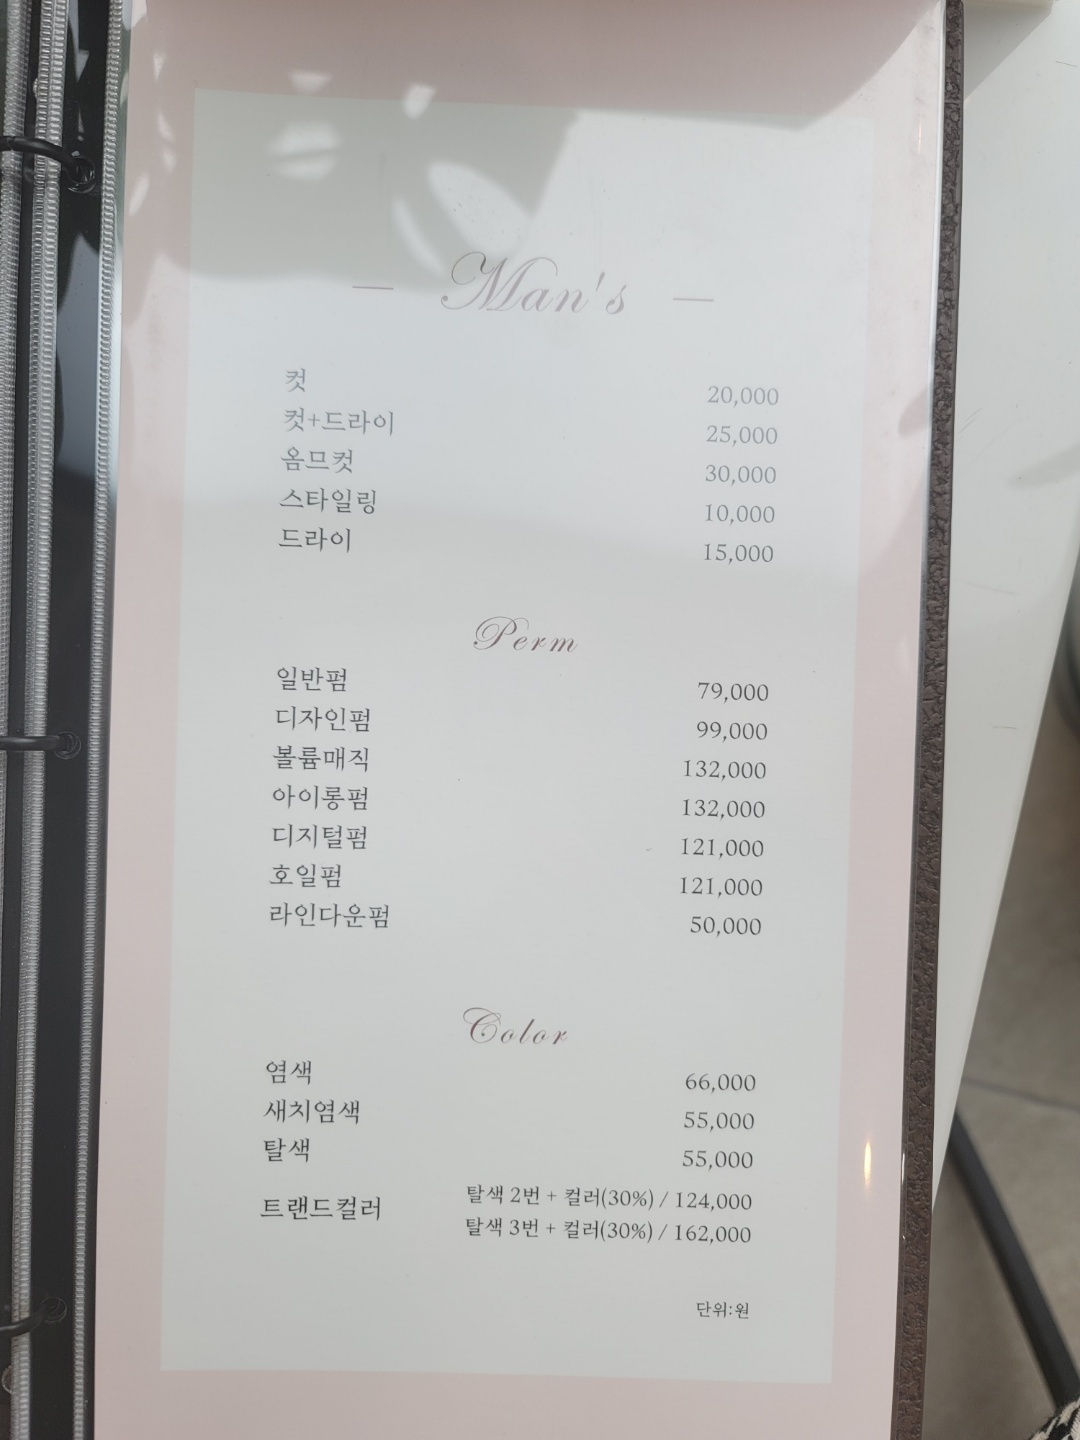 — Man's —
컷 20,000
컷+드라이 25,000
옴므컷 30,000
스타일링 10,000
드라이 15,000
Perm
일반펌 79,000
디자인펌 99,000
볼륨매직 132,000
아이롱펌 132,000
디지털펌 121,000
호일펌 121,000
라인다운펌 50,000
Color
염색 66,000
새치염색 55,000
탈색 55,000
트랜드컬러 탈색 2번 + 컬러(30%) / 124,000
탈색 3번 + 컬러(30%) / 162,000
단위:원